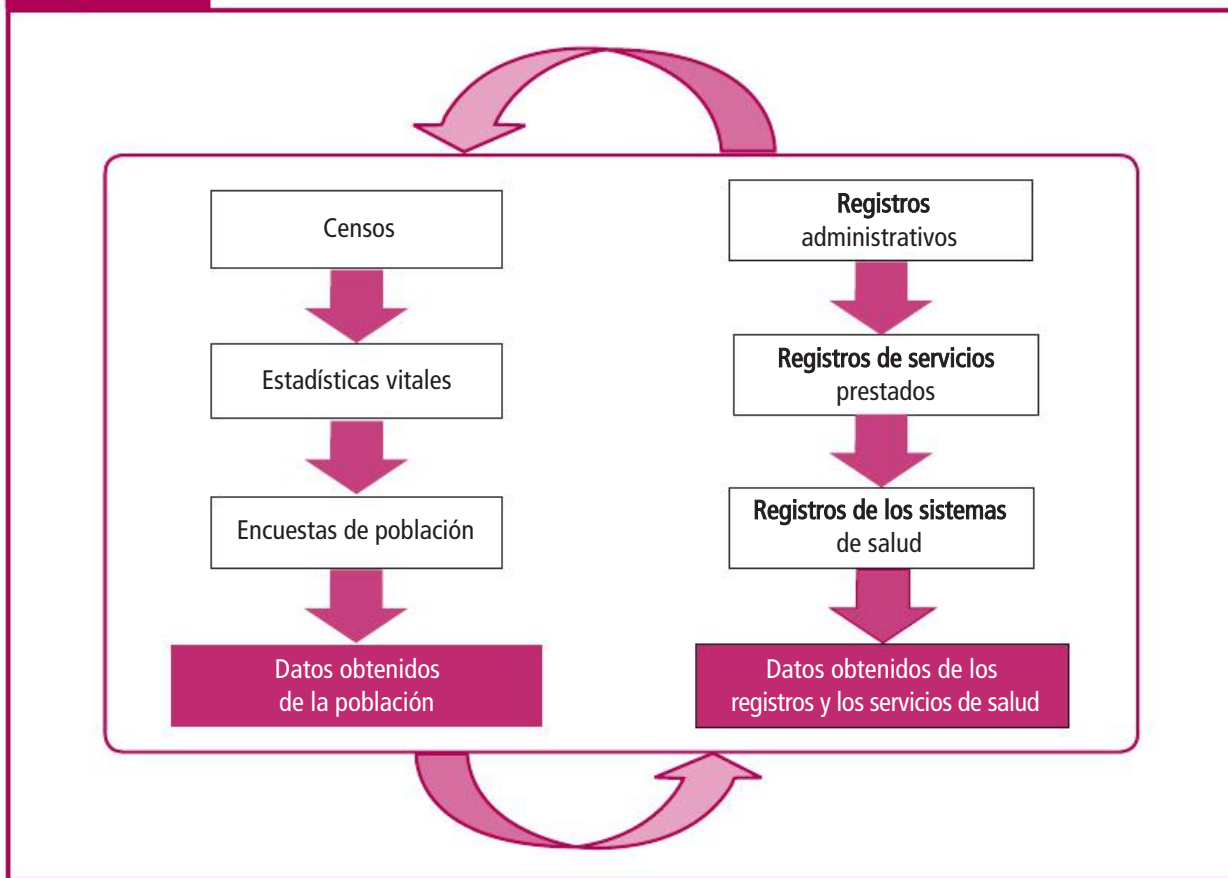 Censos
Estadísticas vitales
Encuestas de población
Datos obtenidos
de la población
Registros
administrativos
Registros de servicios
prestados
Registros de los sistemas
de salud
Datos obtenidos de los
registros y los servicios de salud